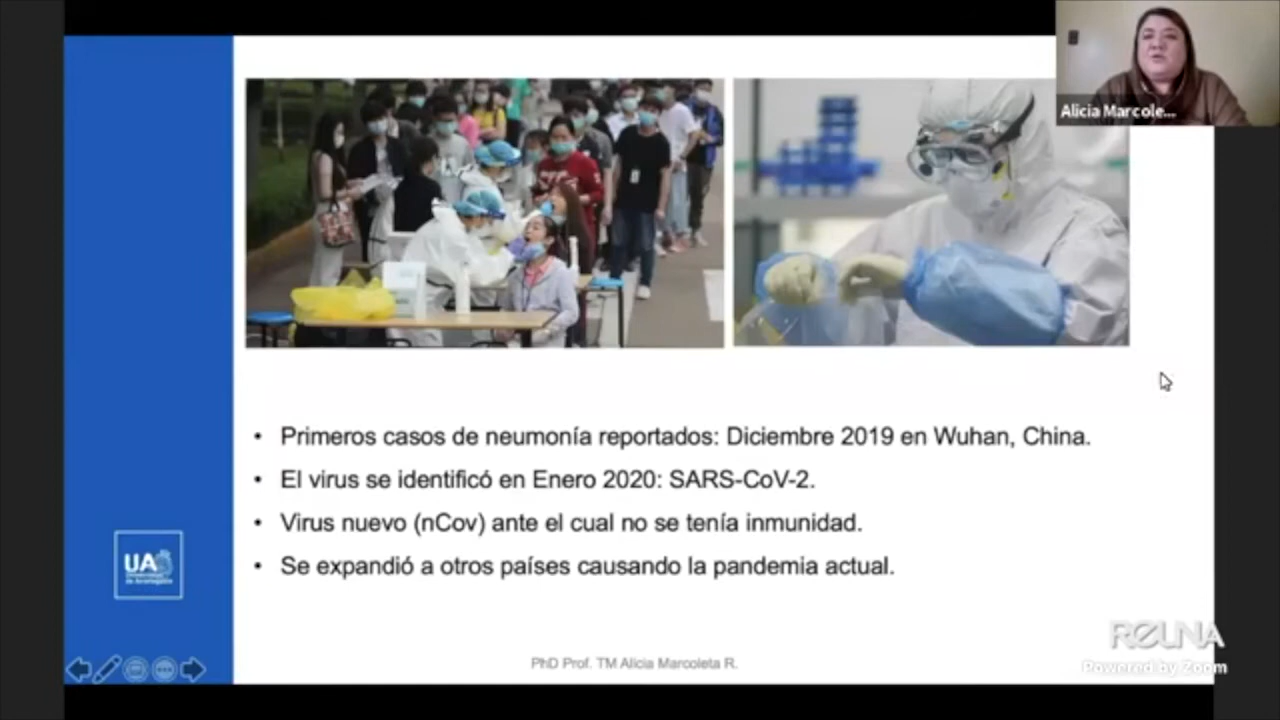 Alicia Marcole...
• Primeros casos de neumonía reportados: Diciembre 2019 en Wuhan, China.
• El virus se identificó en Enero 2020: SARS-CoV-2.
• Virus nuevo (nCov) ante el cual no se tenía inmunidad.
• Se expandió a otros países causando la pandemia actual.
UA
PhD Prof. TM Alicia Marcoleta R.
REUNA
Powered by Zoom